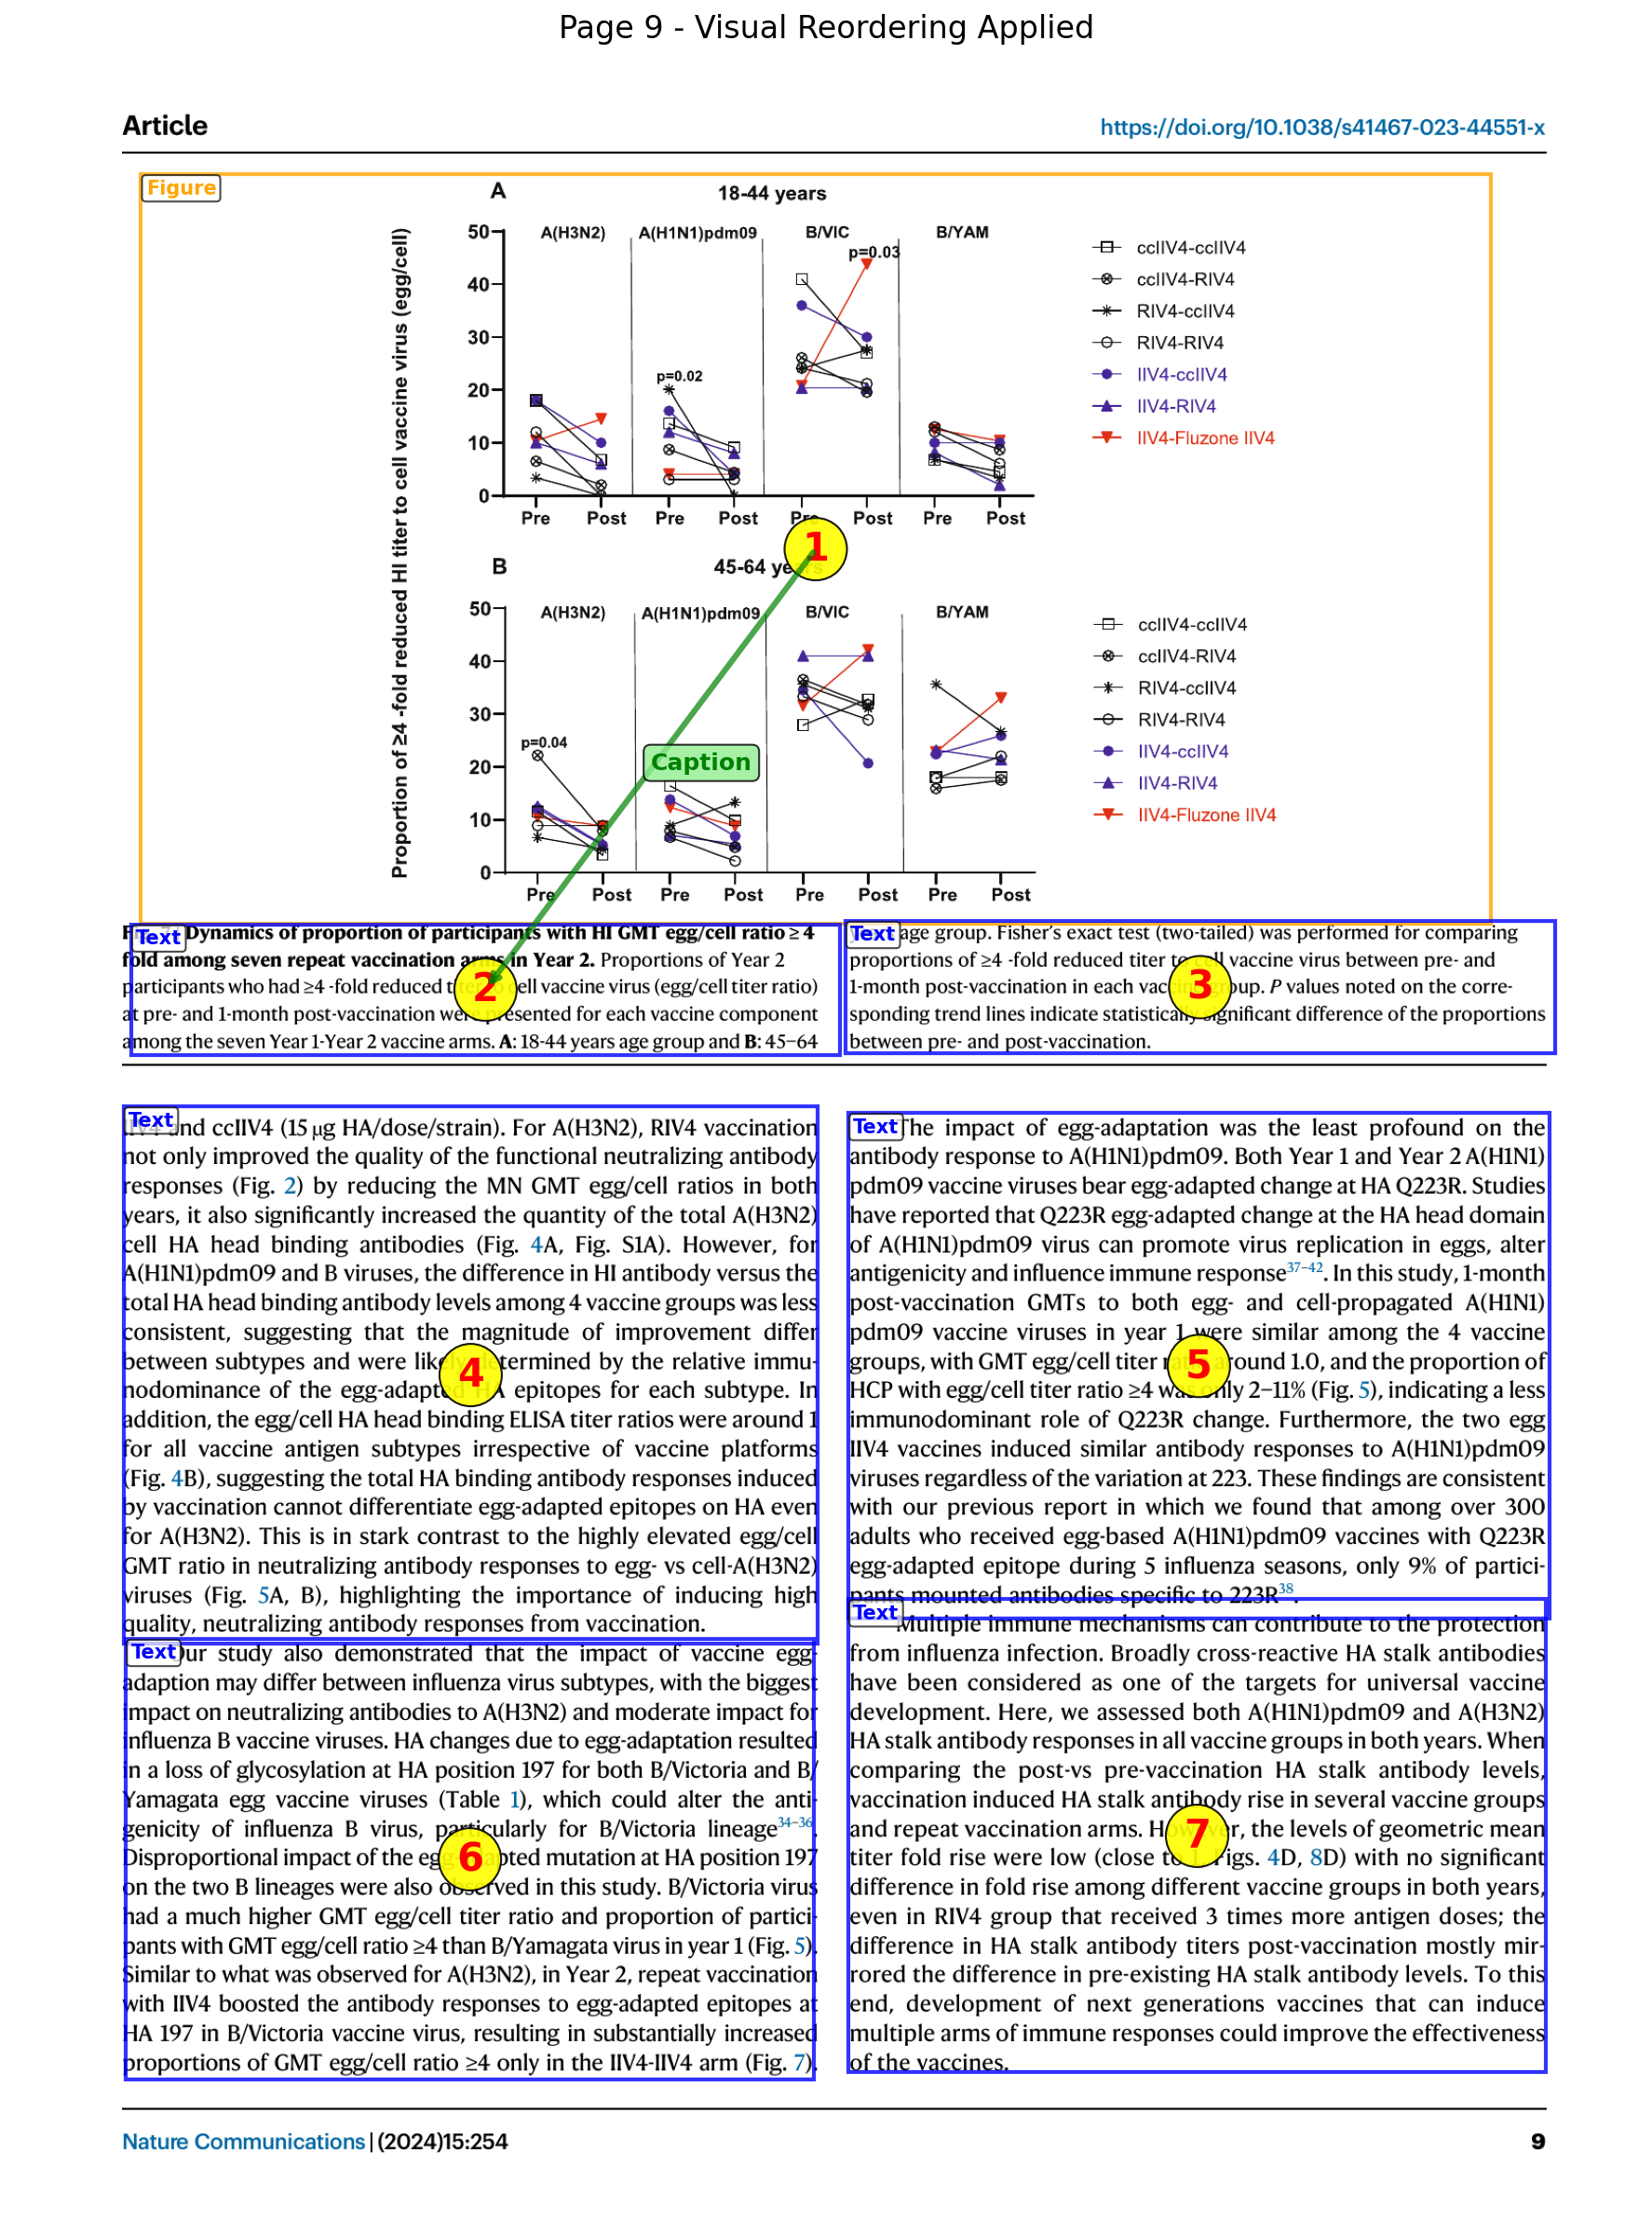 Page 9 - Visual Reordering Applied
Article
https://doi.org/10.1038/s41467-023-44551-x
Figure
A
18-44 years
Proportion of ≥4 -fold reduced HI titer to cell vaccine virus (egg/cell)
A(H3N2) A(H1N1)pdm09 B/VIC B/YAM
p=0.03
p=0.02
50
40
30
20
10
0
Pre Post Pre Post Pre Post Pre Post
ccIIV4-ccIIV4
ccIIV4-RIV4
RIV4-ccIIV4
RIV4-RIV4
IIV4-ccIIV4
IIV4-RIV4
IIV4-Fluzone IIV4
1
B
45-64 years
A(H3N2) A(H1N1)pdm09 B/VIC B/YAM
p=0.04
Caption
50
40
30
20
10
0
Pre Post Pre Post Pre Post Pre Post
ccIIV4-ccIIV4
ccIIV4-RIV4
RIV4-ccIIV4
RIV4-RIV4
IIV4-ccIIV4
IIV4-RIV4
IIV4-Fluzone IIV4
Text
Dynamics of proportion of participants with HI GMT egg/cell ratio ≥ 4
fold among seven repeat vaccination arms in Year 2. Proportions of Year 2
participants who had ≥4 -fold reduced titer to cell vaccine virus (egg/cell titer ratio)
at pre- and 1-month post-vaccination were presented for each vaccine component
among the seven Year 1-Year 2 vaccine arms. A: 18-44 years age group and B: 45–64
2
Text
age group. Fisher's exact test (two-tailed) was performed for comparing
proportions of ≥4 -fold reduced titer to cell vaccine virus between pre- and
1-month post-vaccination in each vaccine group. P values noted on the corre-
sponding trend lines indicate statistically significant difference of the proportions
between pre- and post-vaccination.
3
Text
IIV4 and ccIIV4 (15 µg HA/dose/strain). For A(H3N2), RIV4 vaccination
not only improved the quality of the functional neutralizing antibody
responses (Fig. 2) by reducing the MN GMT egg/cell ratios in both
years, it also significantly increased the quantity of the total A(H3N2)
cell HA head binding antibodies (Fig. 4A, Fig. S1A). However, for
A(H1N1)pdm09 and B viruses, the difference in HI antibody versus the
total HA head binding antibody levels among 4 vaccine groups was less
consistent, suggesting that the magnitude of improvement differ
between subtypes and were likely determined by the relative immu-
nodominance of the egg-adapted HA epitopes for each subtype. In
addition, the egg/cell HA head binding ELISA titer ratios were around 1
for all vaccine antigen subtypes irrespective of vaccine platforms
(Fig. 4B), suggesting the total HA binding antibody responses induced
by vaccination cannot differentiate egg-adapted epitopes on HA even
for A(H3N2). This is in stark contrast to the highly elevated egg/cell
GMT ratio in neutralizing antibody responses to egg- vs cell-A(H3N2)
viruses (Fig. 5A, B), highlighting the importance of inducing high
quality, neutralizing antibody responses from vaccination.
4
Text
The impact of egg-adaptation was the least profound on the
antibody response to A(H1N1)pdm09. Both Year 1 and Year 2 A(H1N1)
pdm09 vaccine viruses bear egg-adapted change at HA Q223R. Studies
have reported that Q223R egg-adapted change at the HA head domain
of A(H1N1)pdm09 virus can promote virus replication in eggs, alter
antigenicity and influence immune response37–42. In this study, 1-month
post-vaccination GMTs to both egg- and cell-propagated A(H1N1)
pdm09 vaccine viruses in year 1 were similar among the 4 vaccine
groups, with GMT egg/cell titer ratio around 1.0, and the proportion of
HCP with egg/cell titer ratio ≥4 was only 2–11% (Fig. 5), indicating a less
immunodominant role of Q223R change. Furthermore, the two egg
IIV4 vaccines induced similar antibody responses to A(H1N1)pdm09
viruses regardless of the variation at 223. These findings are consistent
with our previous report in which we found that among over 300
adults who received egg-based A(H1N1)pdm09 vaccines with Q223R
egg-adapted epitope during 5 influenza seasons, only 9% of partici-
pants mounted antibodies specific to 223R38.
5
Text
Our study also demonstrated that the impact of vaccine egg-
adaption may differ between influenza virus subtypes, with the biggest
impact on neutralizing antibodies to A(H3N2) and moderate impact for
influenza B vaccine viruses. HA changes due to egg-adaptation resulted
in a loss of glycosylation at HA position 197 for both B/Victoria and B/
Yamagata egg vaccine viruses (Table 1), which could alter the anti-
genicity of influenza B virus, particularly for B/Victoria lineage34–36.
Disproportional impact of the egg-adapted mutation at HA position 197
on the two B lineages were also observed in this study. B/Victoria virus
had a much higher GMT egg/cell titer ratio and proportion of partici-
pants with GMT egg/cell ratio ≥4 than B/Yamagata virus in year 1 (Fig. 5).
Similar to what was observed for A(H3N2), in Year 2, repeat vaccination
with IIV4 boosted the antibody responses to egg-adapted epitopes at
HA 197 in B/Victoria vaccine virus, resulting in substantially increased
proportions of GMT egg/cell ratio ≥4 only in the IIV4-IIV4 arm (Fig. 7).
6
Text
Multiple immune mechanisms can contribute to the protection
from influenza infection. Broadly cross-reactive HA stalk antibodies
have been considered as one of the targets for universal vaccine
development. Here, we assessed both A(H1N1)pdm09 and A(H3N2)
HA stalk antibody responses in all vaccine groups in both years. When
comparing the post-vs pre-vaccination HA stalk antibody levels,
vaccination induced HA stalk antibody rise in several vaccine groups
and repeat vaccination arms. However, the levels of geometric mean
titer fold rise were low (close to Figs. 4D, 8D) with no significant
difference in fold rise among different vaccine groups in both years,
even in RIV4 group that received 3 times more antigen doses; the
difference in HA stalk antibody titers post-vaccination mostly mir-
rored the difference in pre-existing HA stalk antibody levels. To this
end, development of next generations vaccines that can induce
multiple arms of immune responses could improve the effectiveness
of the vaccines.
7
Nature Communications | (2024)15:254
9